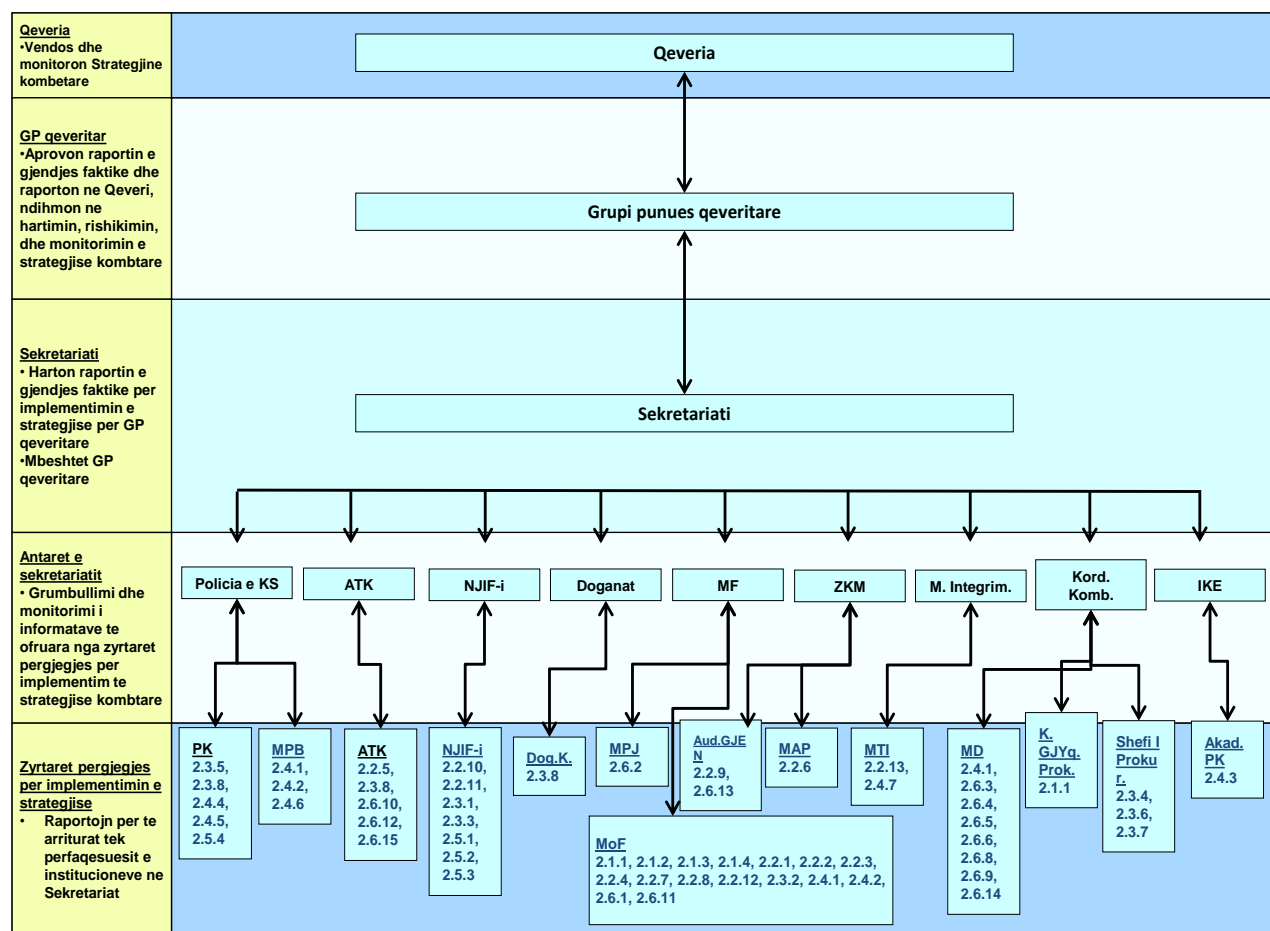 Qeveria
•Vendos dhe
monitoron Strategjine
kombetare
Qeveria
GP qeveritar
•Aprovon raportin e
gjendjes faktike dhe
raporton ne Qeveri,
ndihmon ne
hartimin, rishikimin,
dhe monitorimin e
strategjise kombtare
Grupi punues qeveritare
Sekretariati
• Harton raportin e
gjendjes faktike per
implementimin e
strategjise per GP
qeveritare
•Mbeshtet GP
qeveritare
Sekretariati
Antaret e
sekretariatit
• Grumbullimi dhe
monitorimi i
informatave te
ofruara nga zyrtaret
pergjegjes per
implementim te
strategjise kombtare
Policia e KS
ATK
NJIF-i
Doganat
MF
ZKM
M. Integrim.
Kord.
Komb.
IKE
Zyrtaret pergjegjes
per implementimin e
strategjise
• Raportojn per te
arriturat tek
perfaqesuesit e
institucioneve ne
Sekretariat
PK
2.3.5,
2.3.8,
2.4.4,
2.4.5,
2.5.4
MPB
2.4.1,
2.4.2,
2.4.6
ATK
2.2.5,
2.3.8,
2.6.10,
2.6.12,
2.6.15
NJIF-i
2.2.10,
2.2.11,
2.3.1,
2.3.3,
2.5.1,
2.5.2,
2.5.3
Dog.K.
2.3.8
MPJ
2.6.2
Aud.GJE
N
2.2.9,
2.6.13
MAP
2.2.6
MTI
2.2.13,
2.4.7
MD
2.4.1,
2.6.3,
2.6.4,
2.6.5,
2.6.6,
2.6.8,
2.6.9,
2.6.14
K.
GJYq.
Prok.
2.1.1
Shefi I
Prokur
r.
2.3.4,
2.3.6,
2.3.7
Akad.
PK
2.4.3
MoF
2.1.1, 2.1.2, 2.1.3, 2.1.4, 2.2.1, 2.2.2, 2.2.3,
2.2.4, 2.2.7, 2.2.8, 2.2.12, 2.3.2, 2.4.1, 2.4.2,
2.6.1, 2.6.11